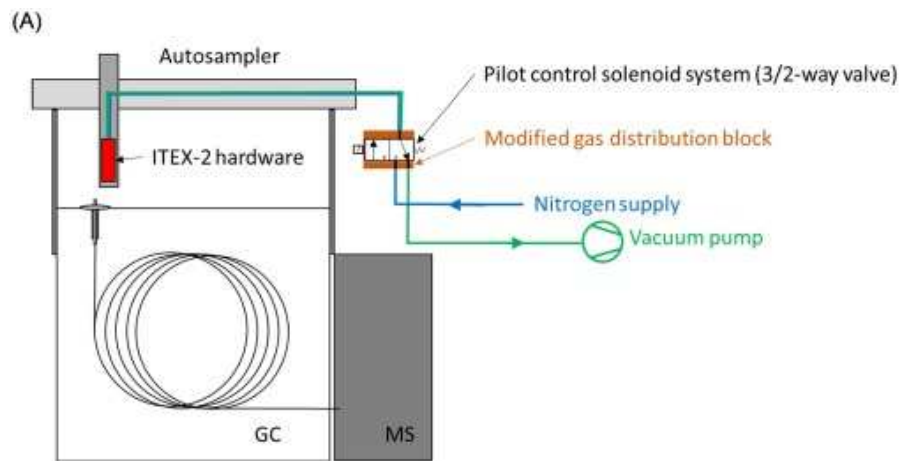 (A)
Autosampler
Pilot control solenoid system (3/2-way valve)
Modified gas distribution block
ITEX-2 hardware
Nitrogen supply
Vacuum pump
GC
MS